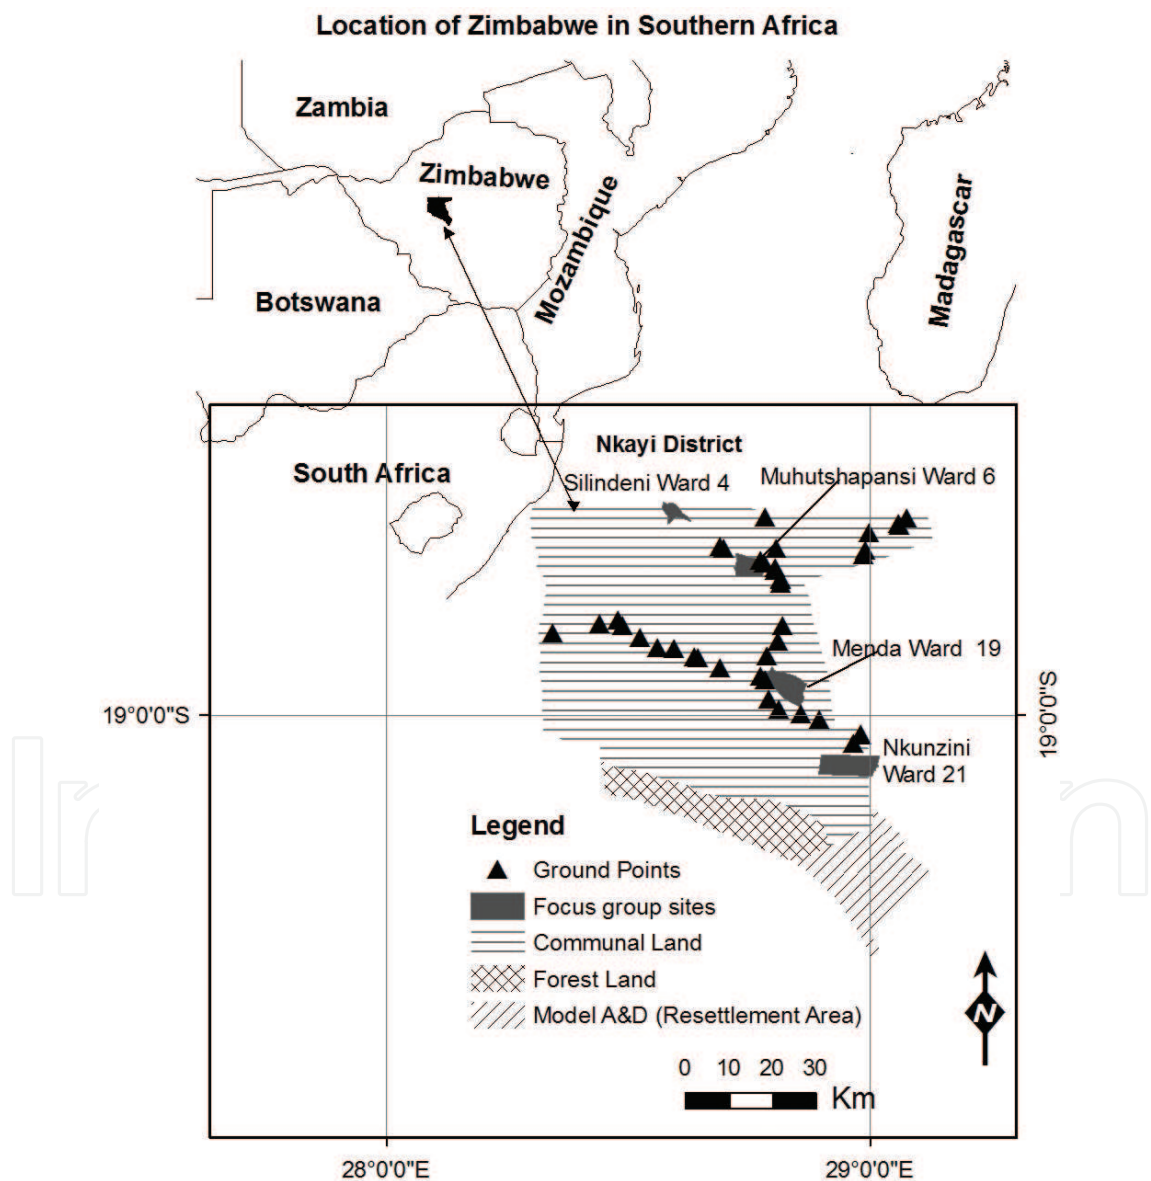 Location of Zimbabwe in Southern Africa
Zambia
Zimbabwe
Mozambique
Madagascar
Botswana
South Africa
Nkayi District
Silindeni Ward 4
Muhutshapansi Ward 6
Menda Ward 19
19°0'0"S
19°0'0"S
Nkunzini
Ward 21
Legend
Ground Points
Focus group sites
Communal Land
Forest Land
Model A&D (Resettlement Area)
N
0 10 20 30
Km
28°0'0"E
29°0'0"E